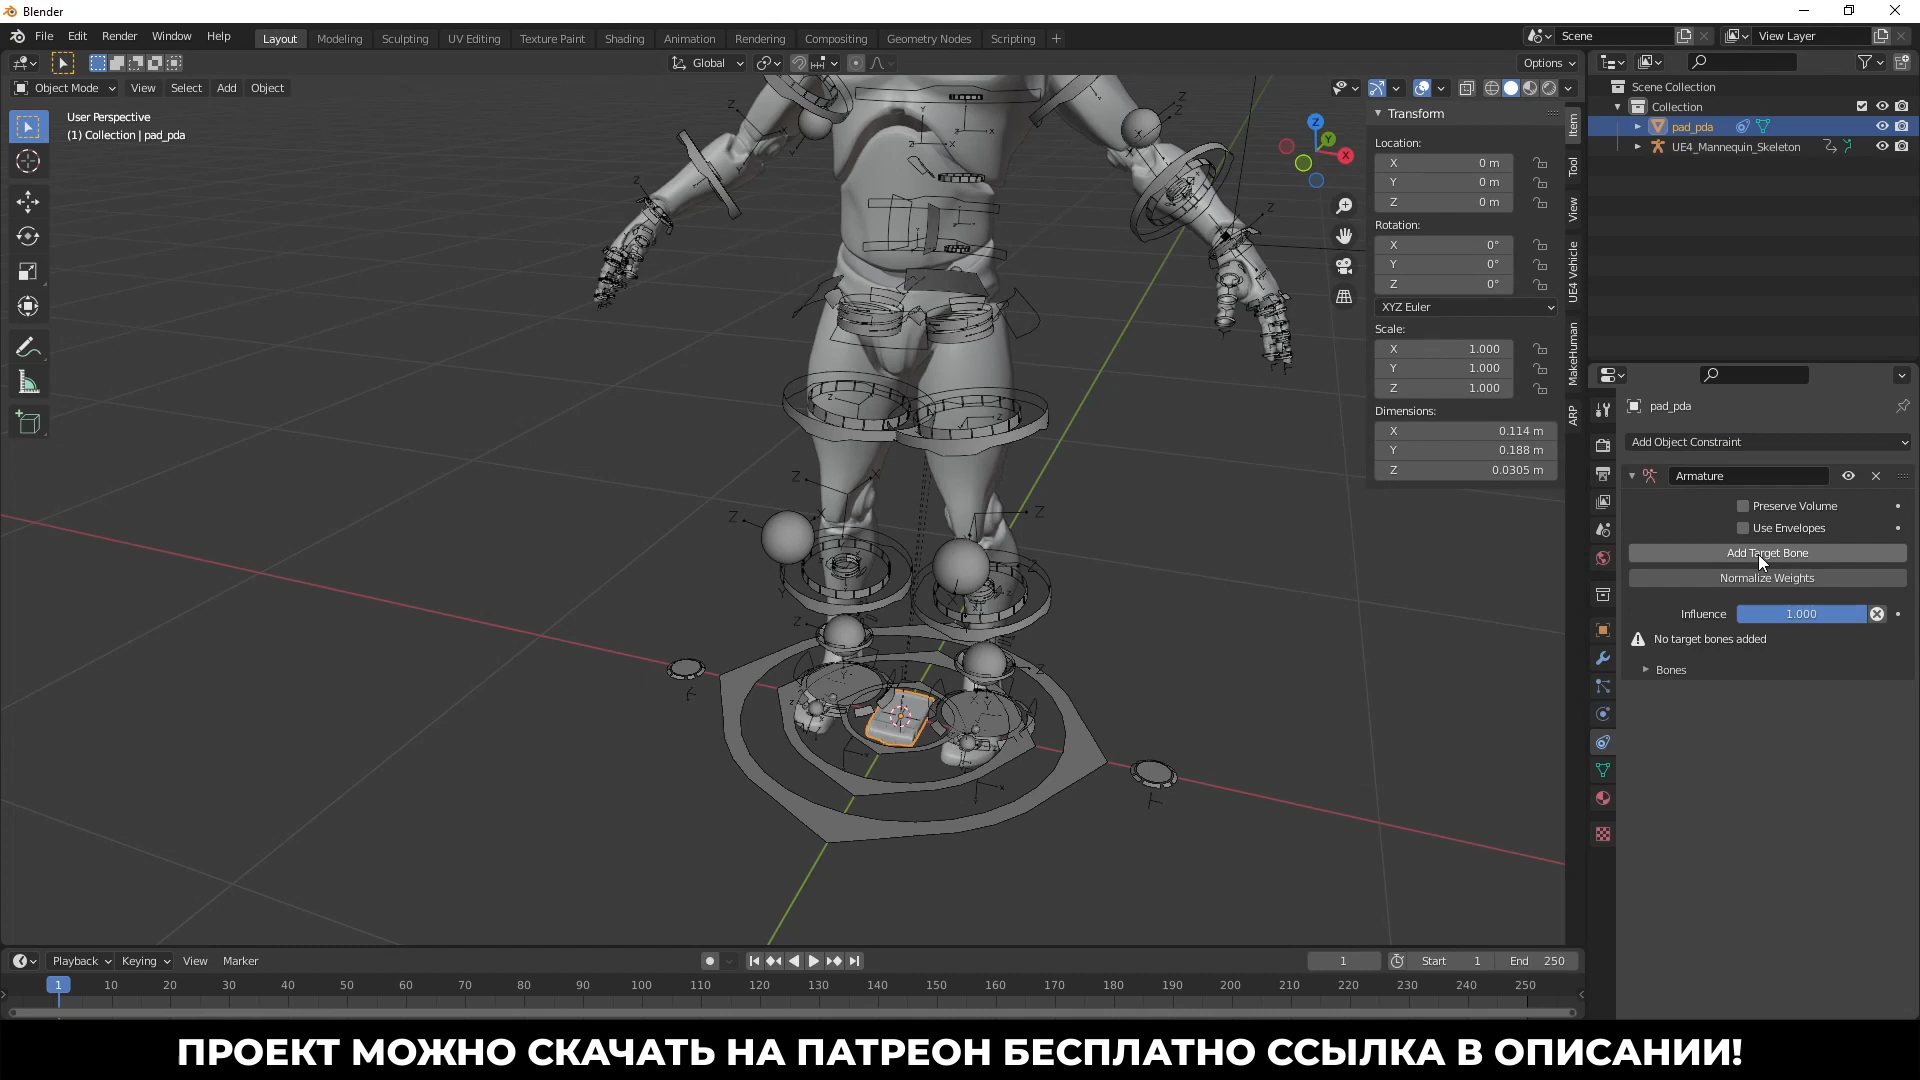 Blender
File Edit Render Window Help
Layout Modeling Sculpting UV Editing Texture Paint Shading Animation Rendering Compositing Geometry Nodes Scripting +
Scene
View Layer
Global
Options
Object Mode View Select Add Object
User Perspective
(1) Collection | pad_pda
Transform
Location:
X 0 m
Y 0 m
Z 0 m
Rotation:
X 0°
Y 0°
Z 0°
XYZ Euler
Scale:
X 1.000
Y 1.000
Z 1.000
Dimensions:
X 0.114 m
Y 0.188 m
Z 0.0305 m
Item
Tool
View
UE4 Vehicle
MakeHuman
ARP
Scene Collection
Collection
pad_pda
UE4_Mannequin_Skeleton
pad_pda
Add Object Constraint
Armature
Preserve Volume
Use Envelopes
Add Target Bone
Normalize Weights
Influence 1.000
No target bones added
Bones
Playback Keying View Marker
1 Start 1 End 250
1 10 20 30 40 50 60 70 80 90 100 110 120 130 140 150 160 170 180 190 200 210 220 230 240 250
ПРОЕКТ МОЖНО СКАЧАТЬ НА ПАТРЕОН БЕСПЛАТНО ССЫЛКА В ОПИСАНИИ!